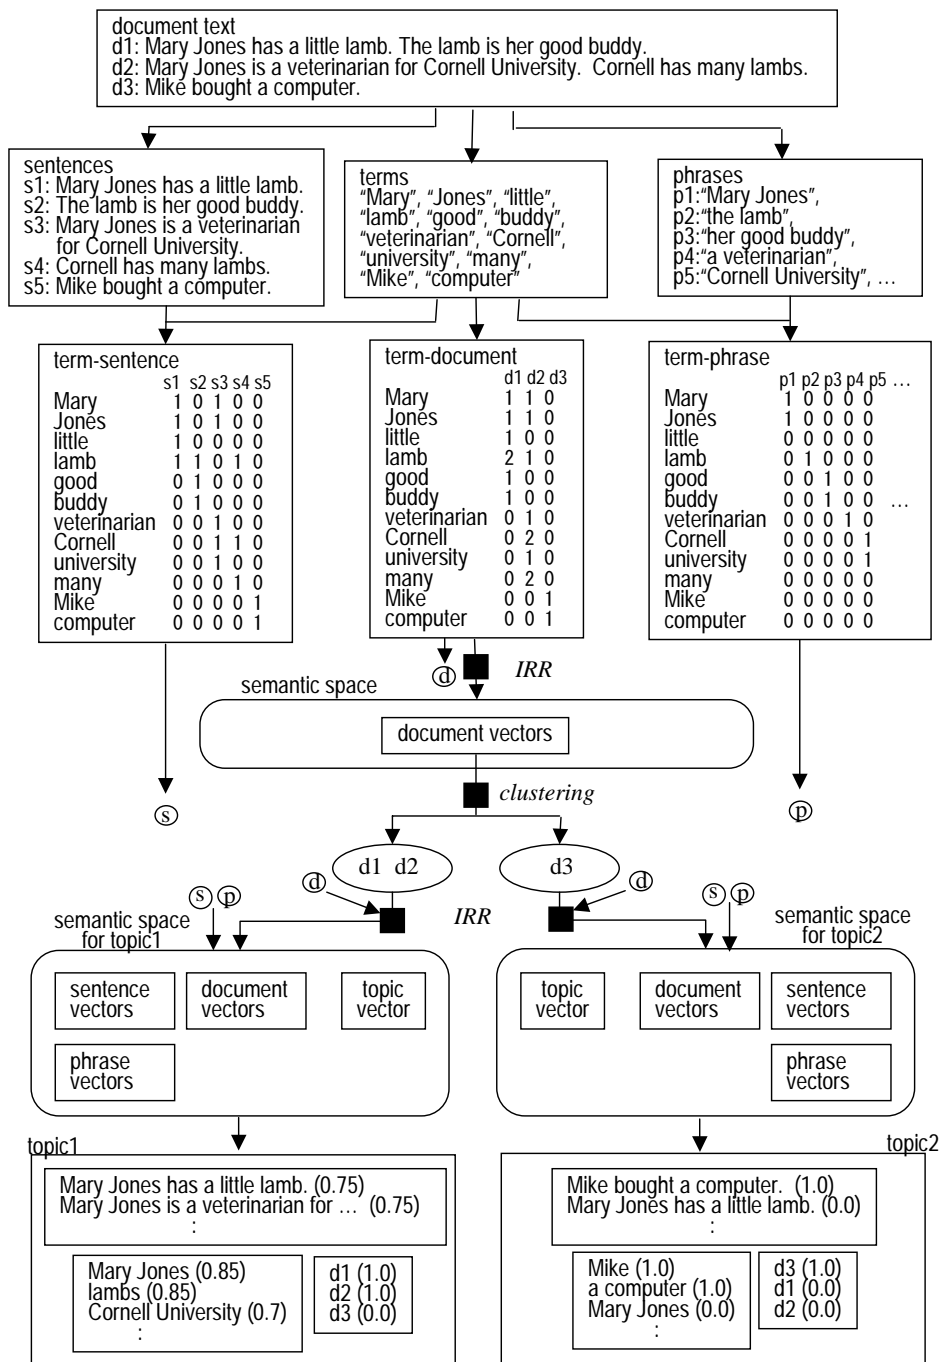 document text
d1: Mary Jones has a little lamb. The lamb is her good buddy.
d2: Mary Jones is a veterinarian for Cornell University. Cornell has many lambs.
d3: Mike bought a computer.
sentences
s1: Mary Jones has a little lamb.
s2: The lamb is her good buddy.
s3: Mary Jones is a veterinarian
for Cornell University.
s4: Cornell has many lambs.
s5: Mike bought a computer.
terms
“Mary”, “Jones”, “little”,
“lamb”, “good”, “buddy”,
“veterinarian”, “Cornell”,
“university”, “many”,
“Mike”, “computer”
phrases
p1:“Mary Jones”,
p2:“the lamb”,
p3:“her good buddy”,
p4:“a veterinarian”,
p5:“Cornell University”, …
term-sentence
s1 s2 s3 s4 s5
Mary 1 0 1 0 0
Jones 1 0 1 0 0
little 1 0 0 0 0
lamb 1 1 0 1 0
good 0 1 0 0 0
buddy 0 1 0 0 0
veterinarian 0 0 1 0 0
Cornell 0 0 1 1 0
university 0 0 1 0 0
many 0 0 0 1 0
Mike 0 0 0 0 1
computer 0 0 0 0 1
term-document
d1 d2 d3
Mary 1 1 0
Jones 1 1 0
little 1 0 0
lamb 2 1 0
good 1 0 0
buddy 1 0 0
veterinarian 0 1 0
Cornell 0 2 0
university 0 1 0
many 0 2 0
Mike 0 0 1
computer 0 0 1
term-phrase
p1 p2 p3 p4 p5 …
Mary 1 0 0 0 0
Jones 1 0 0 0 0
little 0 0 0 0 0
lamb 0 1 0 0 0
good 0 0 1 0 0
buddy 0 0 1 0 0 …
veterinarian 0 0 0 1 0
Cornell 0 0 0 0 1
university 0 0 0 0 1
many 0 0 0 0 0
Mike 0 0 0 0 0
computer 0 0 0 0 0
d
IRR
semantic space
document vectors
s
clustering
p
d1 d2
d3
d
d
s p
IRR
s p
semantic space
for topic1
semantic space
for topic2
sentence
vectors
document
vectors
topic
vector
phrase
vectors
topic
vector
document
vectors
sentence
vectors
phrase
vectors
topic1
Mary Jones has a little lamb. (0.75)
Mary Jones is a veterinarian for … (0.75)
:
Mary Jones (0.85)
lambs (0.85)
Cornell University (0.7)
:
d1 (1.0)
d2 (1.0)
d3 (0.0)
topic2
Mike bought a computer. (1.0)
Mary Jones has a little lamb. (0.0)
:
Mike (1.0)
a computer (1.0)
Mary Jones (0.0)
:
d3 (1.0)
d1 (0.0)
d2 (0.0)